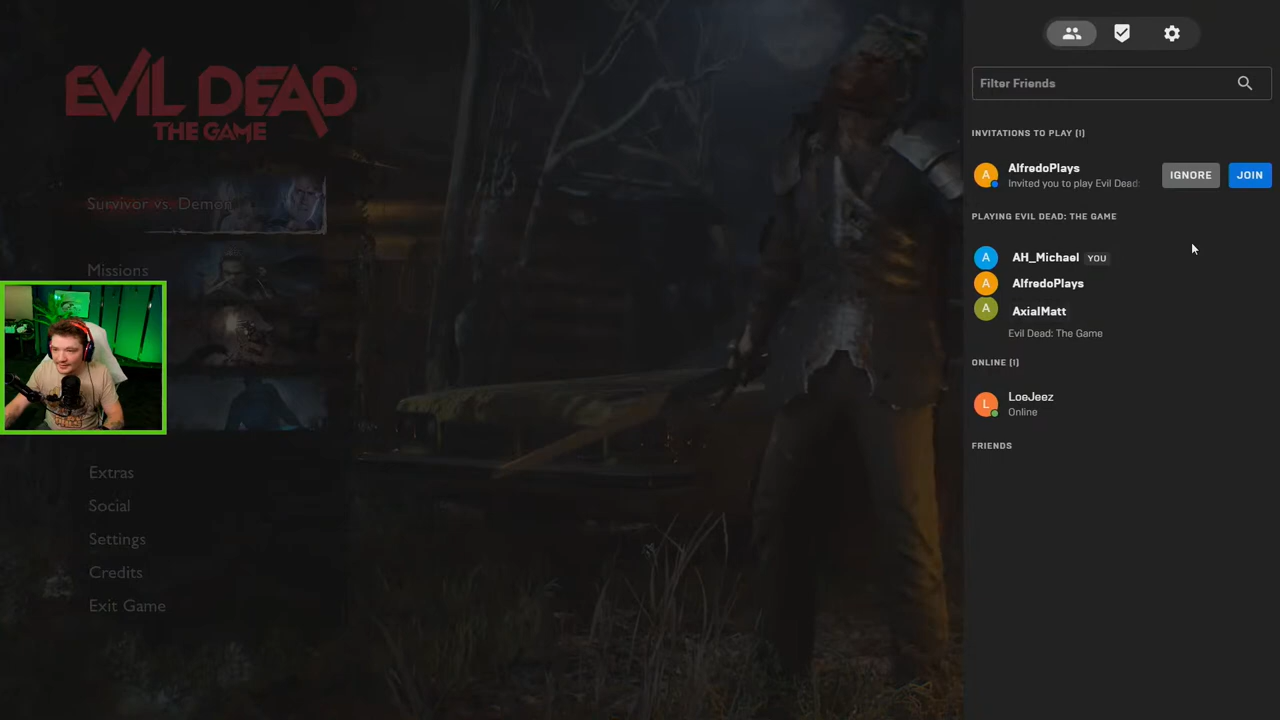 EVIL DEAD
THE GAME
Survivor vs. Demon
Missions
Extras
Social
Settings
Credits
Exit Game
Filter Friends
INVITATIONS TO PLAY (1)
A
AlfredoPlays
Invited you to play Evil Dead:
IGNORE
JOIN
PLAYING EVIL DEAD: THE GAME
A
AH_Michael YOU
A
AlfredoPlays
A
AxialMatt
Evil Dead: The Game
ONLINE (1)
L
LoeJeez
Online
FRIENDS